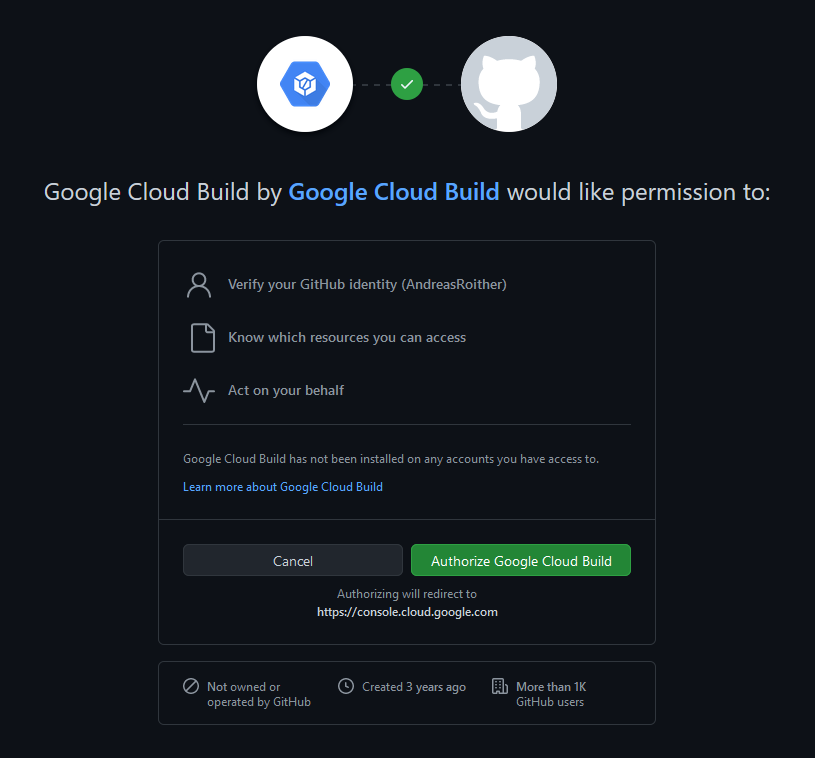 Google Cloud Build by Google Cloud Build would like permission to:
Verify your GitHub identity (AndreasRoither)
Know which resources you can access
Act on your behalf
Google Cloud Build has not been installed on any accounts you have access to.
Learn more about Google Cloud Build
Cancel
Authorize Google Cloud Build
Authorizing will redirect to
https://console.cloud.google.com
Not owned or
operated by GitHub
Created 3 years ago
More than 1K
GitHub users